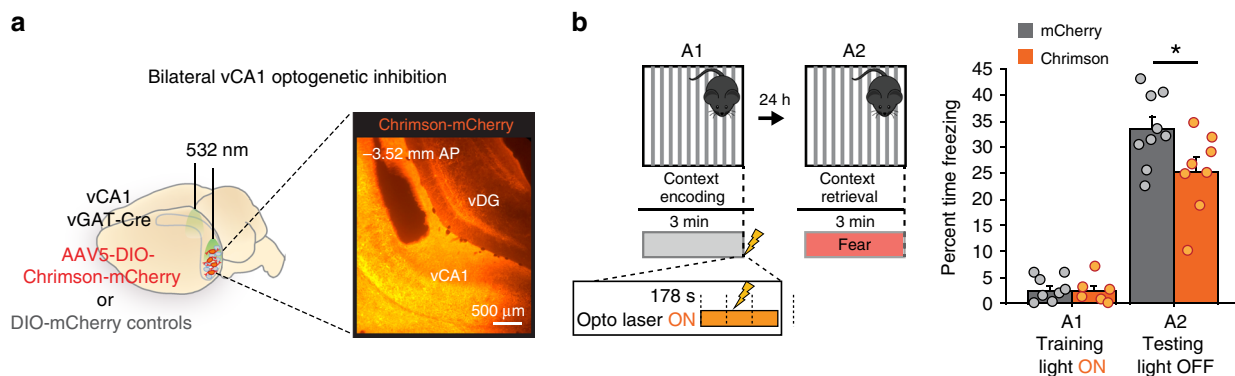 a
Bilateral vCA1 optogenetic inhibition
532 nm
vCA1
vGAT-Cre
AAV5-DIO-
Chrimson-mCherry
or
DIO-mCherry controls
Chrimson-mCherry
–3.52 mm AP
vDG
vCA1
500 μm
b
A1
24 h
A2
Context
encoding
3 min
Context
retrieval
3 min
Fear
178 s
Opto laser ON
mCherry
Chrimson
*
Percent time freezing
45
40
35
30
25
20
15
10
5
0
A1
Training
light ON
A2
Testing
light OFF